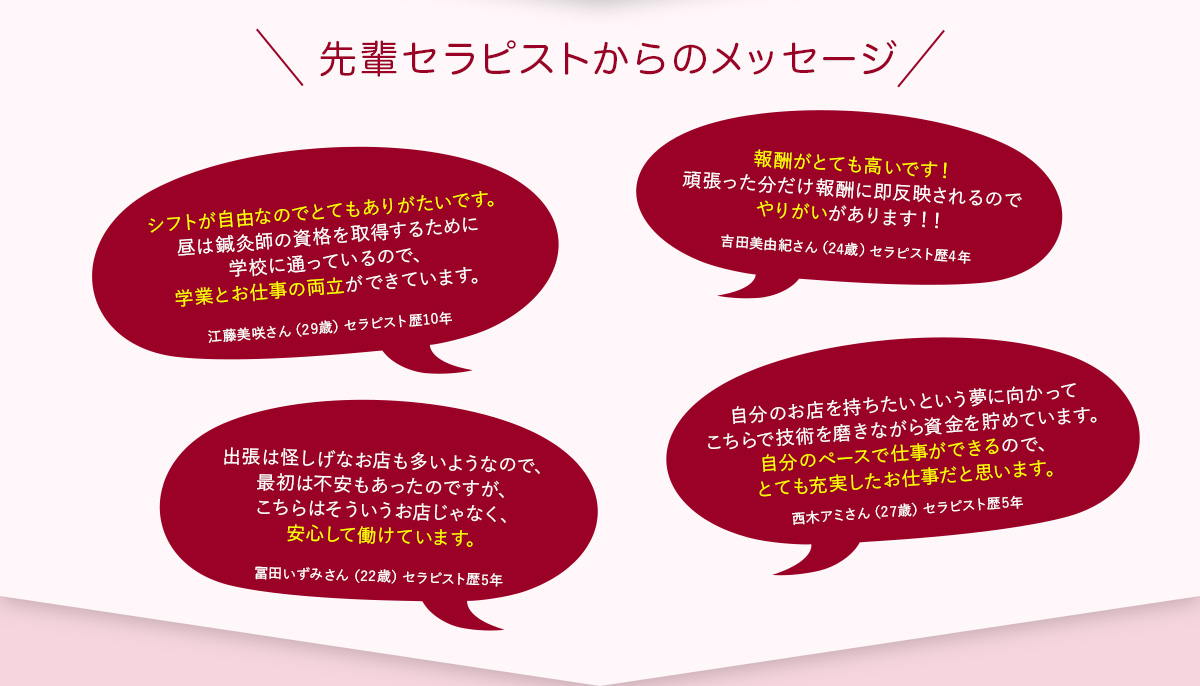 先輩セラピストからのメッセージ
シフトが自由なのでとてもありがたいです。
昼は鍼灸師の資格を取得するために
学校に通っているので、
学業とお仕事の両立ができています。
江藤美咲さん（29歳）セラピスト歴10年
報酬がとても高いです！
頑張った分だけ報酬に即反映されるので
やりがいがあります！！
吉田美由紀さん（24歳）セラピスト歴4年
出張は怪しげなお店も多いようなので、
最初は不安もあったのですが、
こちらはそういうお店じゃなく、
安心して働けています。
冨田いずみさん（22歳）セラピスト歴5年
自分のお店を持ちたいという夢に向かって
こちらで技術を磨きながら資金を貯めています。
自分のペースで仕事ができるので、
とても充実したお仕事だと思います。
西木アミさん（27歳）セラピスト歴5年